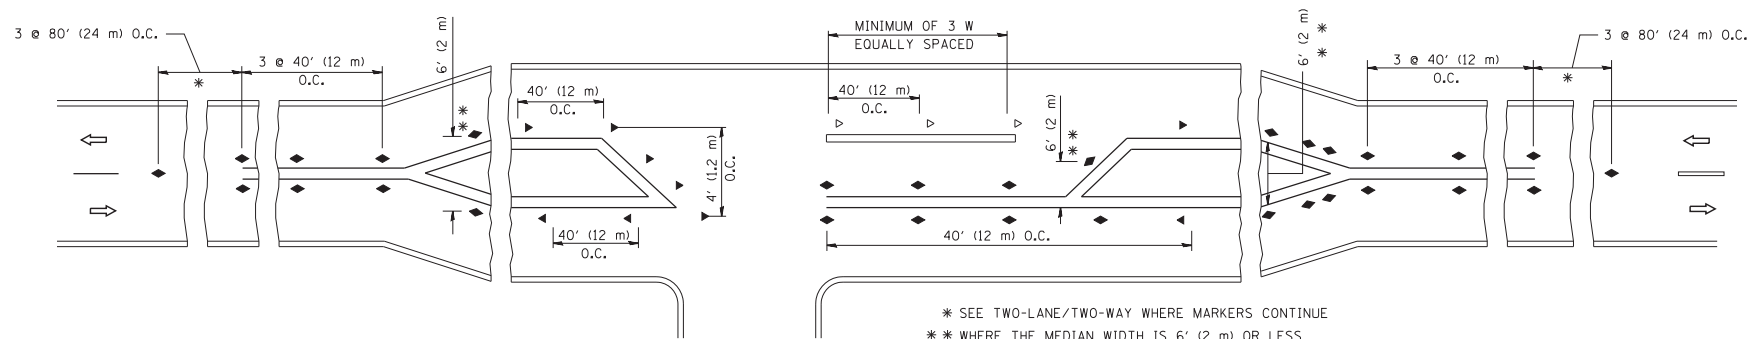 3 @ 80' (24 m) O.C.
*
3 @ 40' (12 m)
O.C.
6' (2 m)
* *
40' (12 m)
O.C.
4' (1.2 m)
O.C.
40' (12 m)
O.C.
MINIMUM OF 3 W
EQUALLY SPACED
40' (12 m)
O.C.
6' (2 m)
* *
40' (12 m) O.C.
6' (2 m)
* *
3 @ 40' (12 m)
O.C.
3 @ 80' (24 m) O.C.
*
* SEE TWO-LANE/TWO-WAY WHERE MARKERS CONTINUE
* * WHERE THE MEDIAN WIDTH IS 6' (2 m) OR LESS